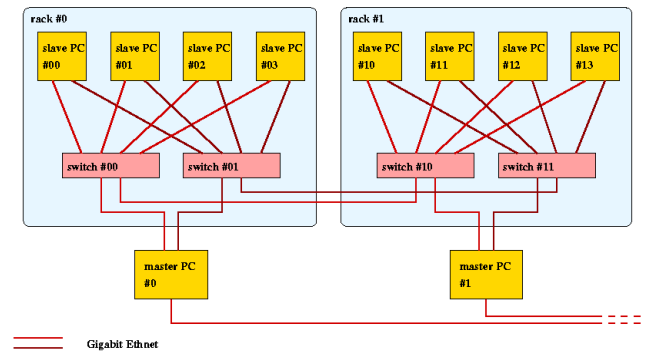 rack #0
rack #1
slave PC
#00
slave PC
#01
slave PC
#02
slave PC
#03
slave PC
#10
slave PC
#11
slave PC
#12
slave PC
#13
switch #00
switch #01
switch #10
switch #11
master PC
#0
master PC
#1
Gigabit Ethnet